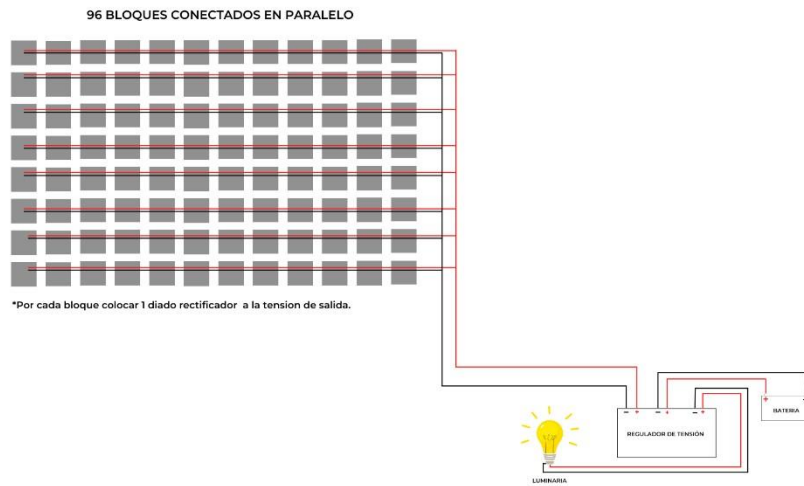 96 BLOQUES CONECTADOS EN PARALELO
*Por cada bloque colocar 1 diado rectificador a la tension de salida.
- + - + - +
REGULADOR DE TENSIÓN
+ -
BATERIA
LUMINARIA